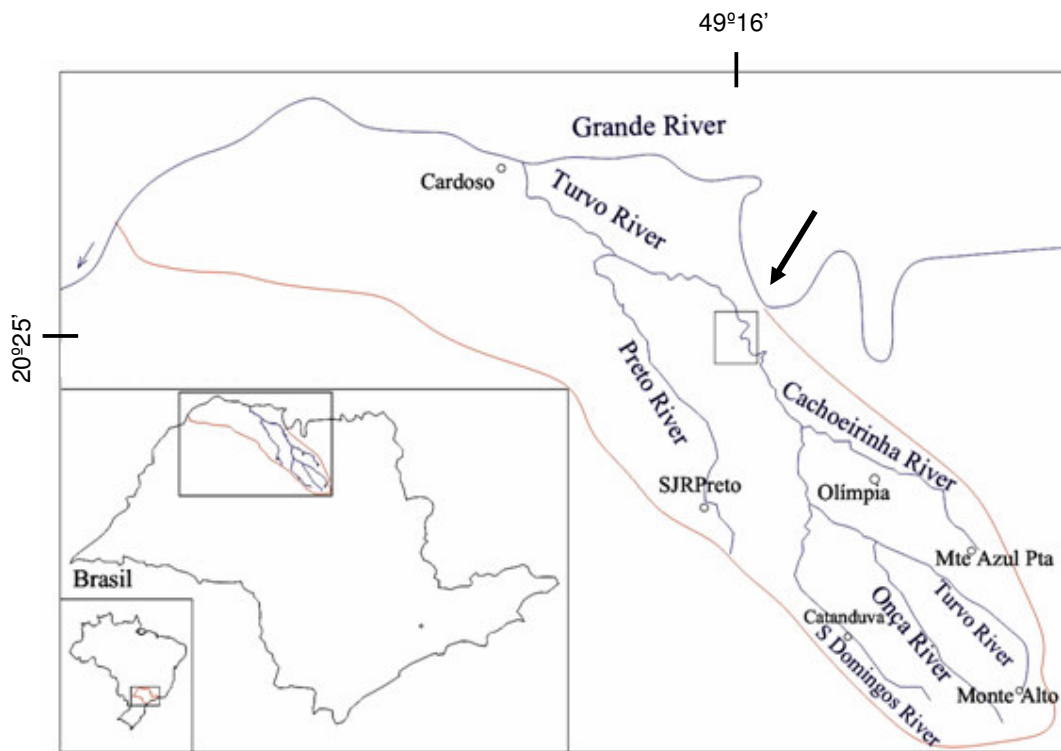 49º16’
Grande River
Cardoso
Turvo River
20º25’
Preto River
Cachoeirinha River
SJRPreto
Olímpia
Mte Azul Pta
Brasil
Catanduva
Onça River
Turvo River
S Domingos River
Monte Alto